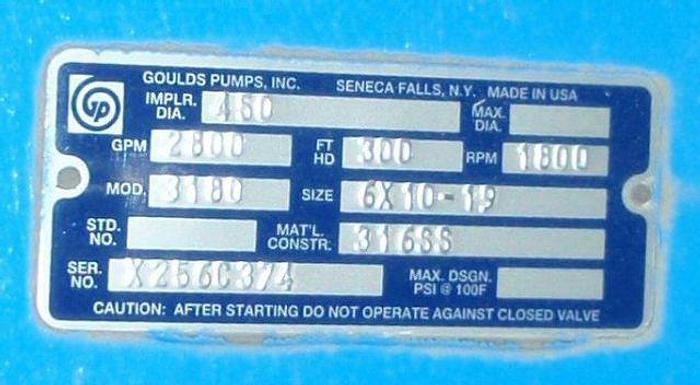 GOULDS PUMPS, INC. SENECA FALLS, N.Y. MADE IN USA
IMPLR. DIA. 480 MAX. DIA.
GPM 2800 FT HD 300 RPM 1800
MOD. 3180 SIZE 6X10-19
STD. NO. MAT'L. CONSTR. 316SS
SER. NO. X256C374 MAX. DSGN. PSI @ 100F
CAUTION: AFTER STARTING DO NOT OPERATE AGAINST CLOSED VALVE